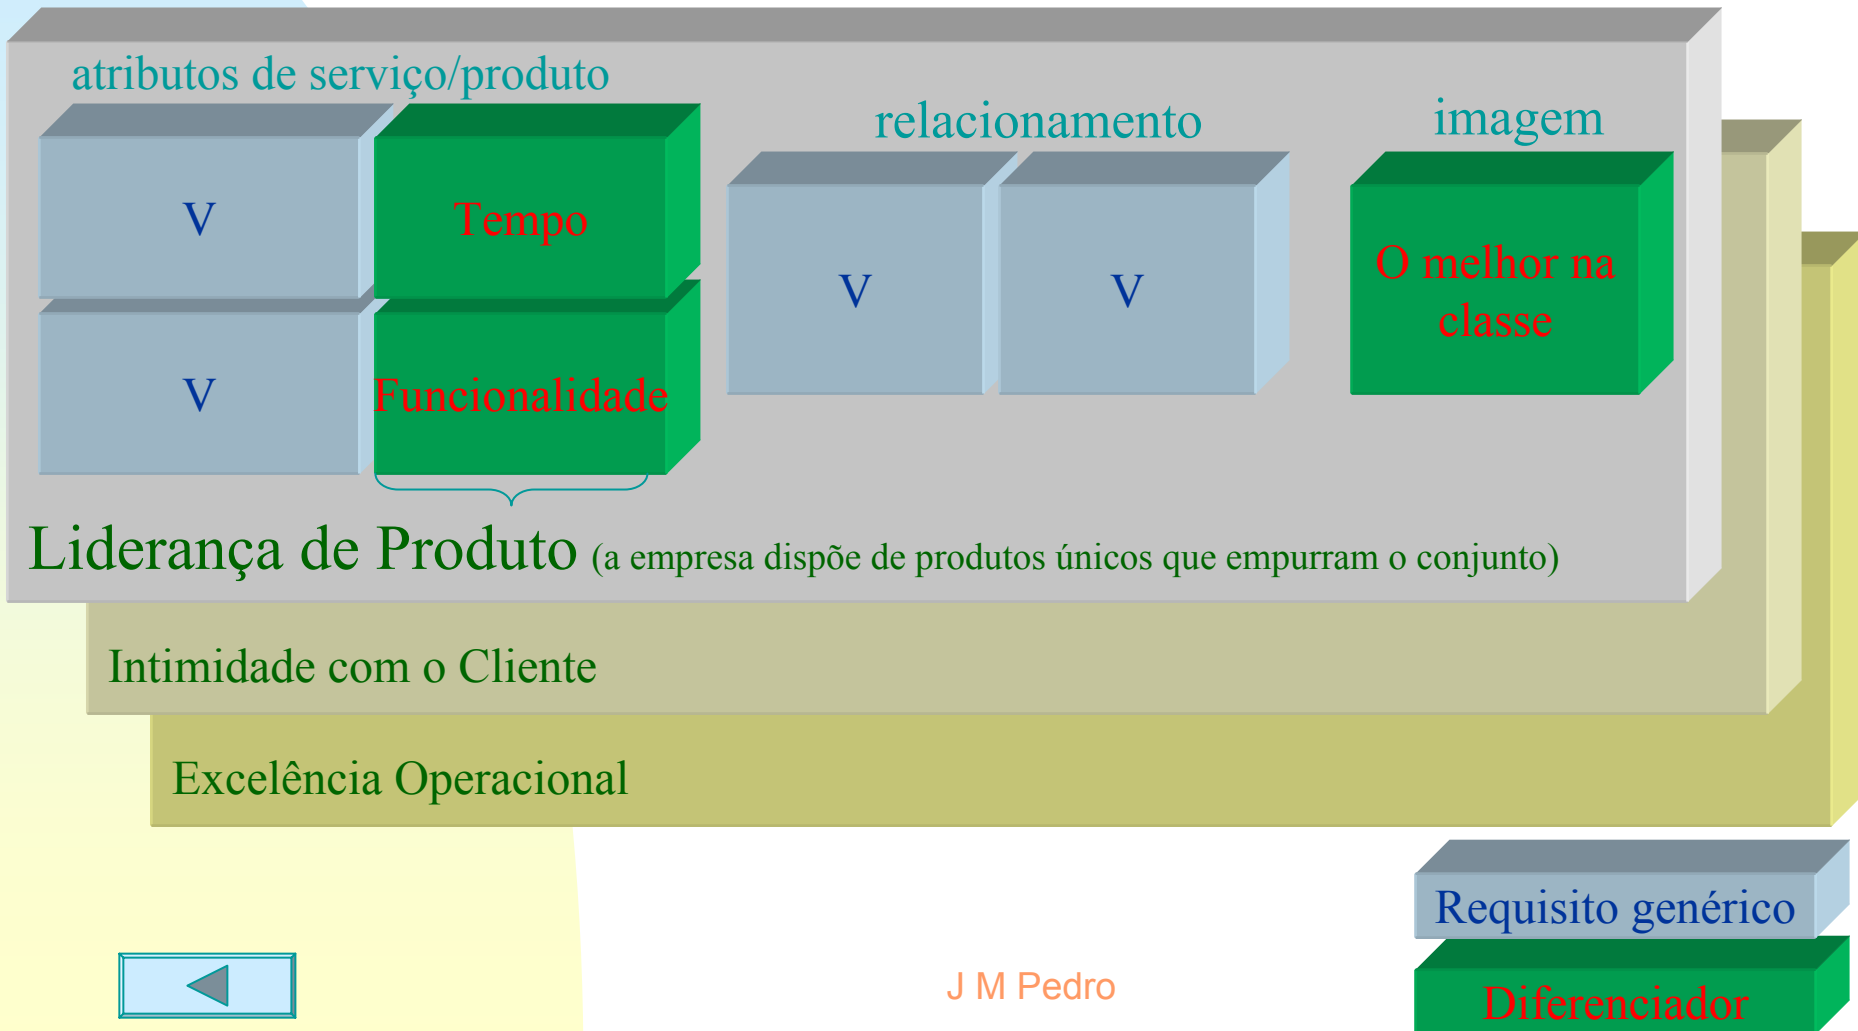 atributos de serviço/produto
relacionamento
imagem
V
Tempo
V
Funcionalidade
V
V
O melhor na
classe
Liderança de Produto (a empresa dispõe de produtos únicos que empurram o conjunto)
Intimidade com o Cliente
Excelência Operacional
Requisito genérico
Diferenciador
J M Pedro